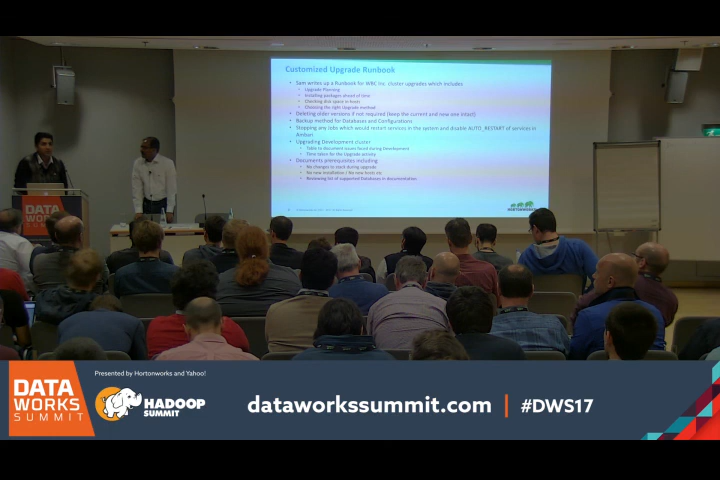 Customized Upgrade Runbook
• Sam writes up a Runbook for WBC Inc. cluster upgrades which includes
• Upgrade Planning
• Installing packages ahead of time
• Checking disk space in hosts
• Choosing the right Upgrade method
• Deleting older versions if not required (keep the current and new one intact)
• Backup method for Databases and Configurations
• Stopping any Jobs which would restart services in the system and disable AUTO_RESTART of services in
Ambari
• Upgrading Development cluster
• Table to Document issues found during Development
• Time taken for the Upgrade activity
• Documents prerequisites including
• No changes to start during upgrade
• No new installation / No new hosts etc
• Reviewing list of supported Databases in documentation
HORTONWORKS
DATA
WORKS
DATA
WORKS
SUMMIT
Presented by Hortonworks and Yahoo!
HADOOP
SUMMIT
dataworkssummit.com | #DWS17